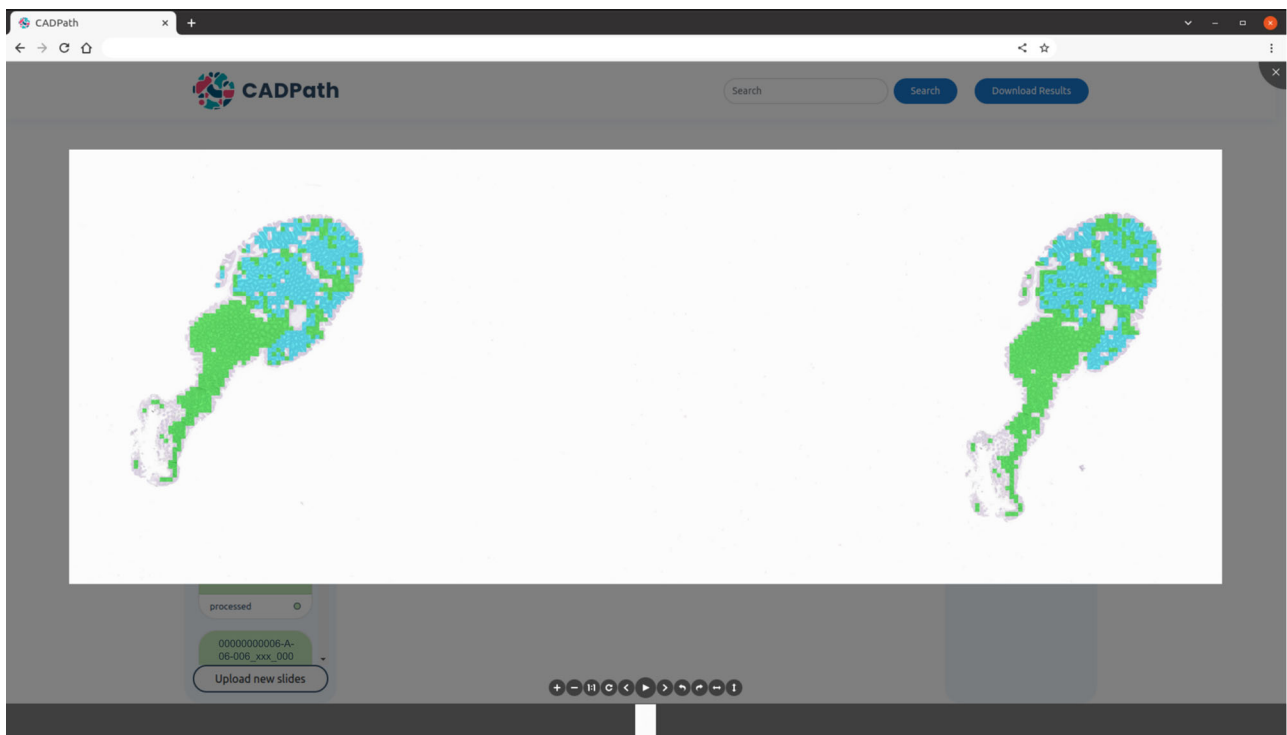 CADPath
CADPath
Search
Search
Download Results
processed
00000000006-A-
06-006_xxx_000
Upload new slides
1:1